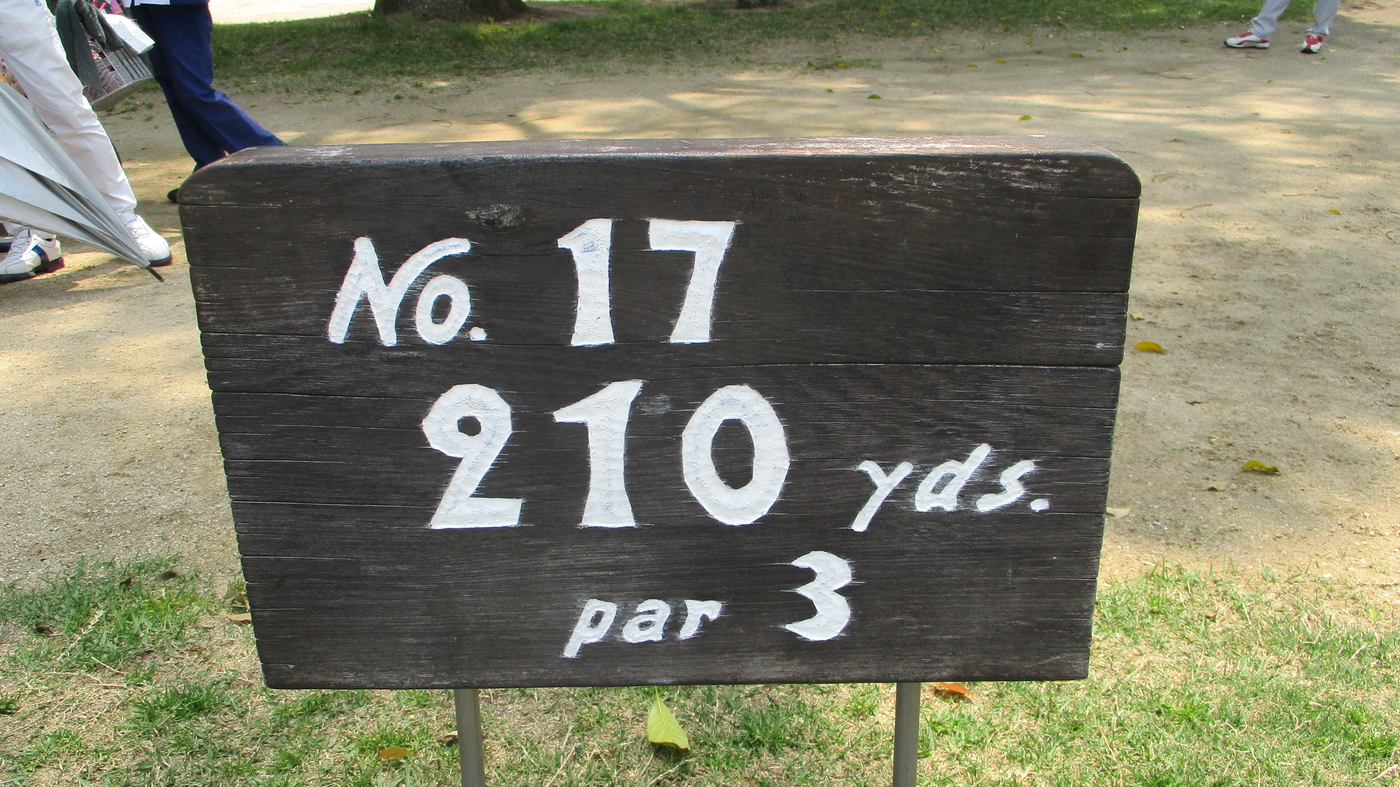 No. 17
210 yds.
par 3